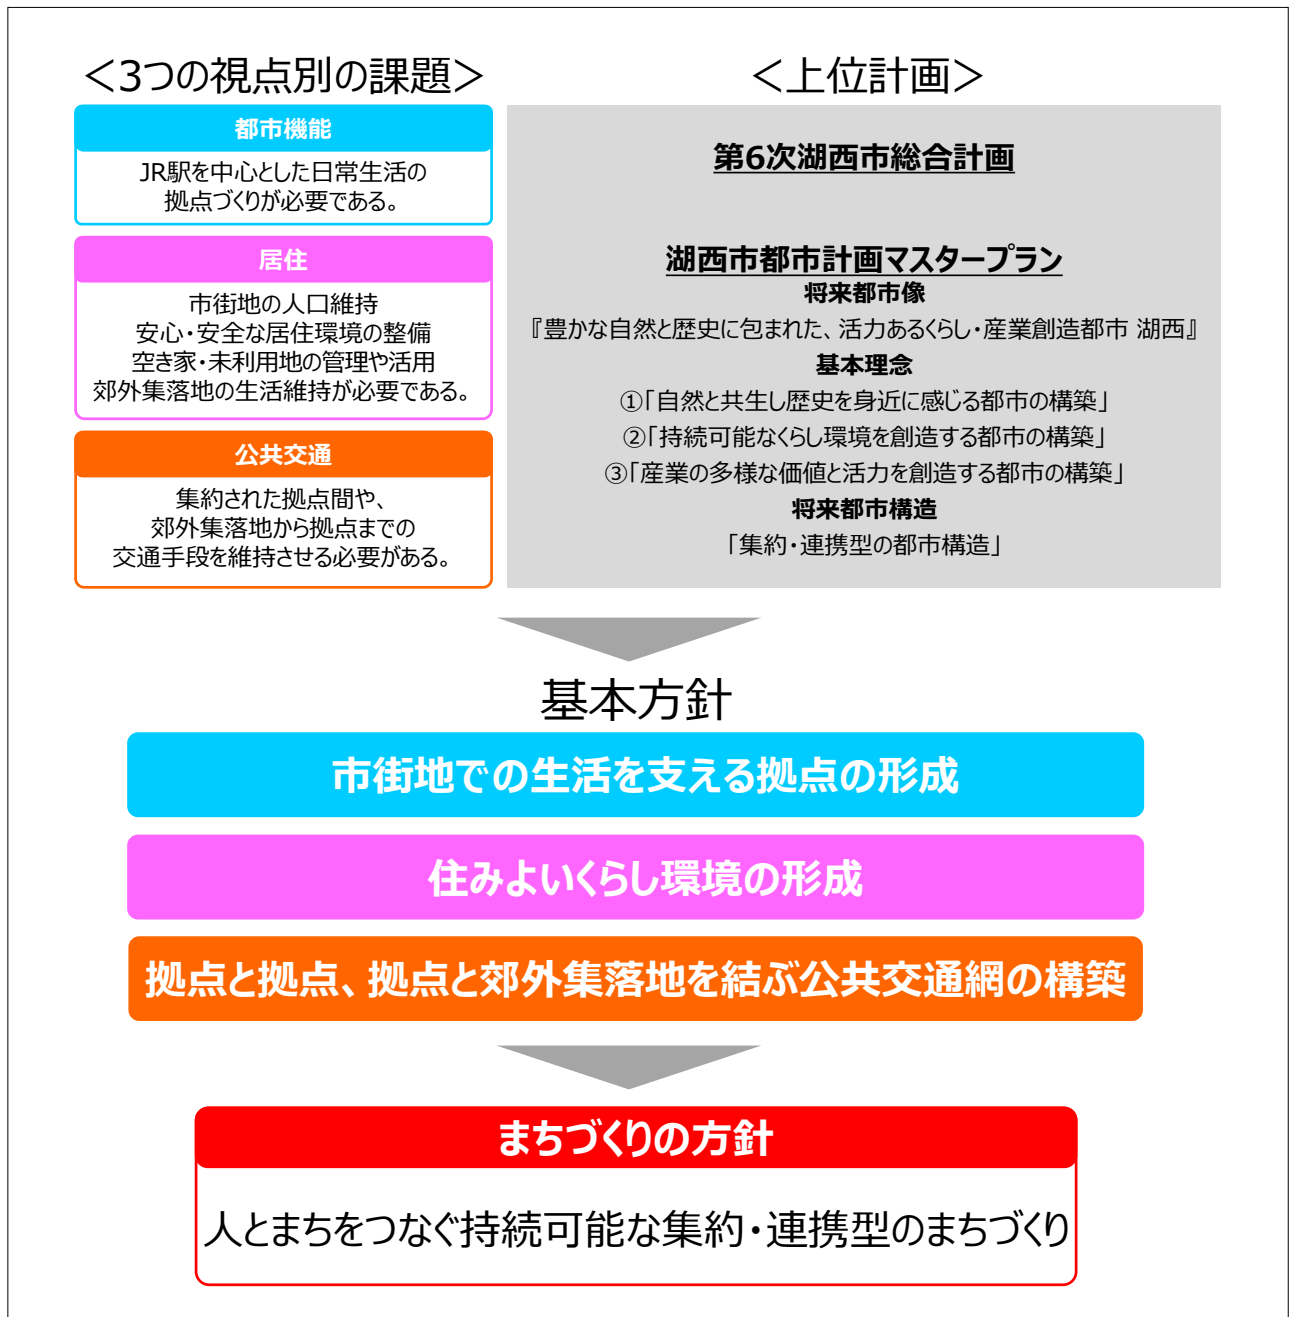 ＜3つの視点別の課題＞
都市機能
JR駅を中心とした日常生活の
拠点づくりが必要である。
居住
市街地の人口維持
安心・安全な居住環境の整備
空き家・未利用地の管理や活用
郊外集落地の生活維持が必要である。
公共交通
集約された拠点間や、
郊外集落地から拠点までの
交通手段を維持させる必要がある。
＜上位計画＞
第6次湖西市総合計画
湖西市都市計画マスタープラン
将来都市像
『豊かな自然と歴史に包まれた、活力あるくらし・産業創造都市 湖西』
基本理念
①「自然と共生し歴史を身近に感じる都市の構築」
②「持続可能なくらし環境を創造する都市の構築」
③「産業の多様な価値と活力を創造する都市の構築」
将来都市構造
「集約・連携型の都市構造」
基本方針
市街地での生活を支える拠点の形成
住みよいくらし環境の形成
拠点と拠点、拠点と郊外集落地を結ぶ公共交通網の構築
まちづくりの方針
人とまちをつなぐ持続可能な集約・連携型のまちづくり